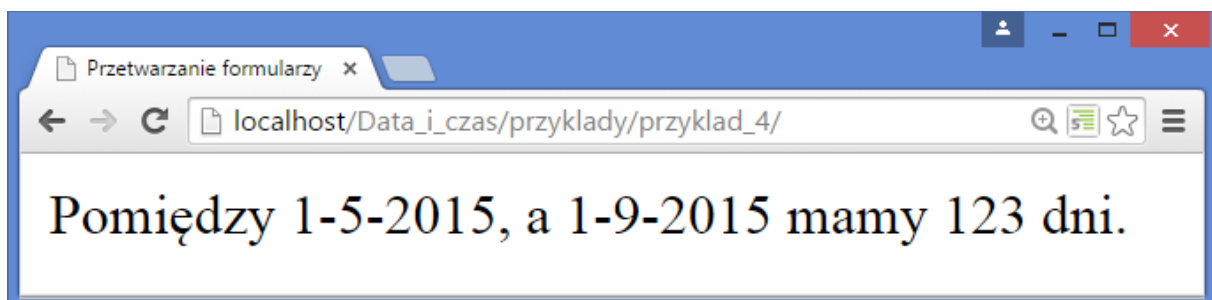 Przetwarzanie formularzy
localhost/Data_i_czas/przyklady/przyklad_4/
Pomiędzy 1-5-2015, a 1-9-2015 mamy 123 dni.